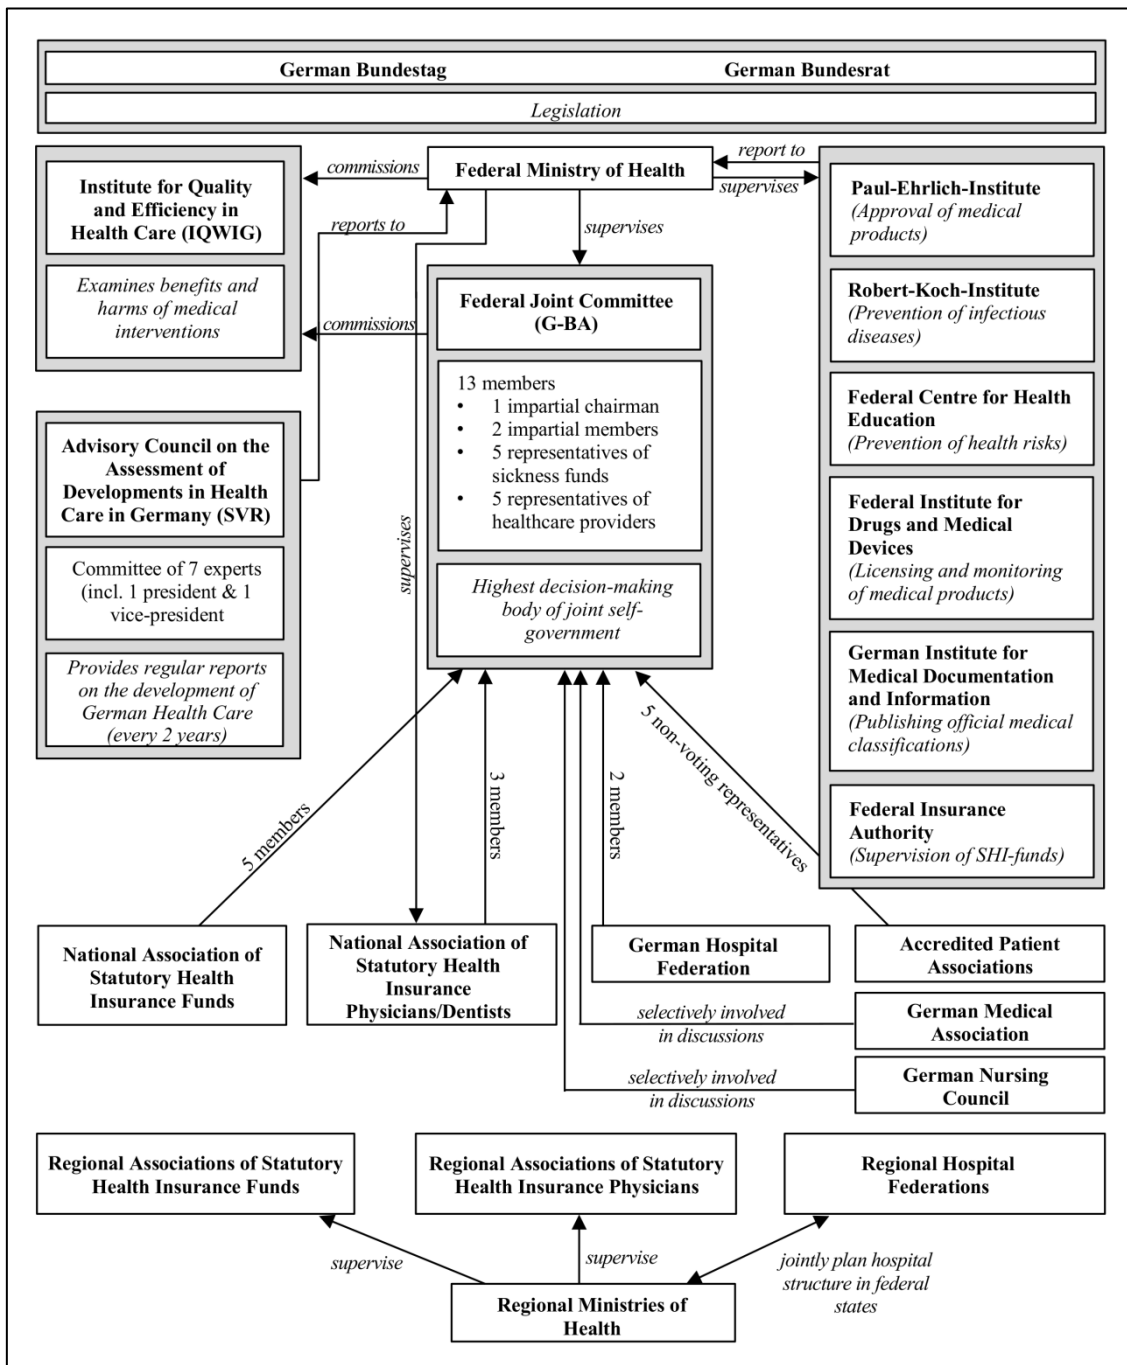 German Bundestag German Bundesrat
Legislation
Institute for Quality
and Efficiency in
Health Care (IQWIG)
Examines benefits and
harms of medical
interventions
commissions
Federal Ministry of Health
report to
supervises
reports to
supervises
Paul-Ehrlich-Institute
(Approval of medical
products)
Robert-Koch-Institute
(Prevention of infectious
diseases)
Federal Centre for Health
Education
(Prevention of health risks)
Federal Institute for
Drugs and Medical
Devices
(Licensing and monitoring
of medical products)
German Institute for
Medical Documentation
and Information
(Publishing official medical
classifications)
Federal Insurance
Authority
(Supervision of SHI-funds)
commissions
Federal Joint Committee
(G-BA)
13 members
• 1 impartial chairman
• 2 impartial members
• 5 representatives of
sickness funds
• 5 representatives of
healthcare providers
Highest decision-making
body of joint self-
government
Advisory Council on the
Assessment of
Developments in Health
Care in Germany (SVR)
Committee of 7 experts
(incl. 1 president & 1
vice-president
Provides regular reports
on the development of
German Health Care
(every 2 years)
supervises
5 members
3
members
2
members
5 non-voting representatives
National Association of
Statutory Health
Insurance Funds
National Association of
Statutory Health
Insurance
Physicians/Dentists
German Hospital
Federation
Accredited Patient
Associations
selectively involved
in discussions
German Medical
Association
selectively involved
in discussions
German Nursing
Council
Regional Associations of Statutory
Health Insurance Funds
Regional Associations of Statutory
Health Insurance Physicians
Regional Hospital
Federations
supervise
supervise
jointly plan hospital
structure in federal
states
Regional Ministries of
Health